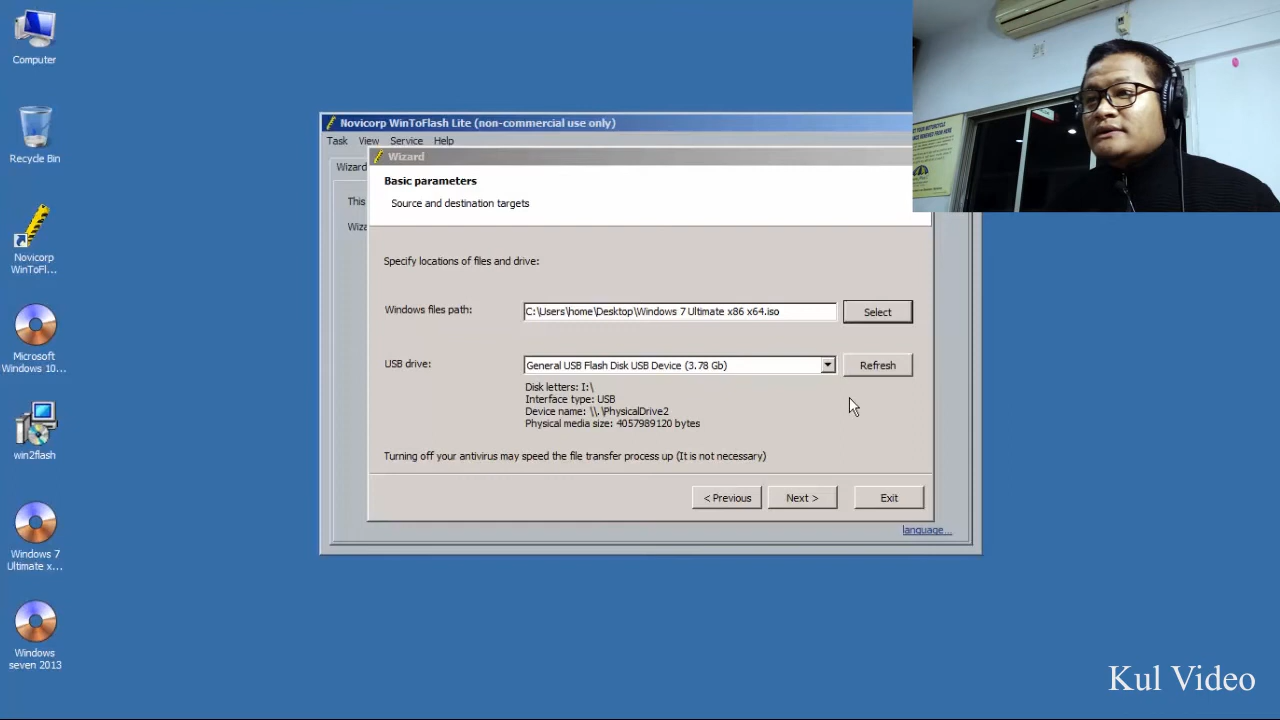 Computer
Recycle Bin
Novicorp
WinToFl...
Microsoft
Windows 10...
win2flash
Windows 7
Ultimate x...
Windows
seven 2013
Novicorp WinToFlash Lite (non-commercial use only)
Task View Service Help
Wizard
This
Wiza
Wizard
Basic parameters
Source and destination targets
Specify locations of files and drive:
Windows files path: C:\Users\home\Desktop\Windows 7 Ultimate x86 x64.iso Select
USB drive: General USB Flash Disk USB Device (3.78 Gb) Refresh
Disk letters: I:\
Interface type: USB
Device name: \\.\PhysicalDrive2
Physical media size: 4057989120 bytes
Turning off your antivirus may speed the file transfer process up (It is not necessary)
< Previous Next > Exit
language...
Kul Video